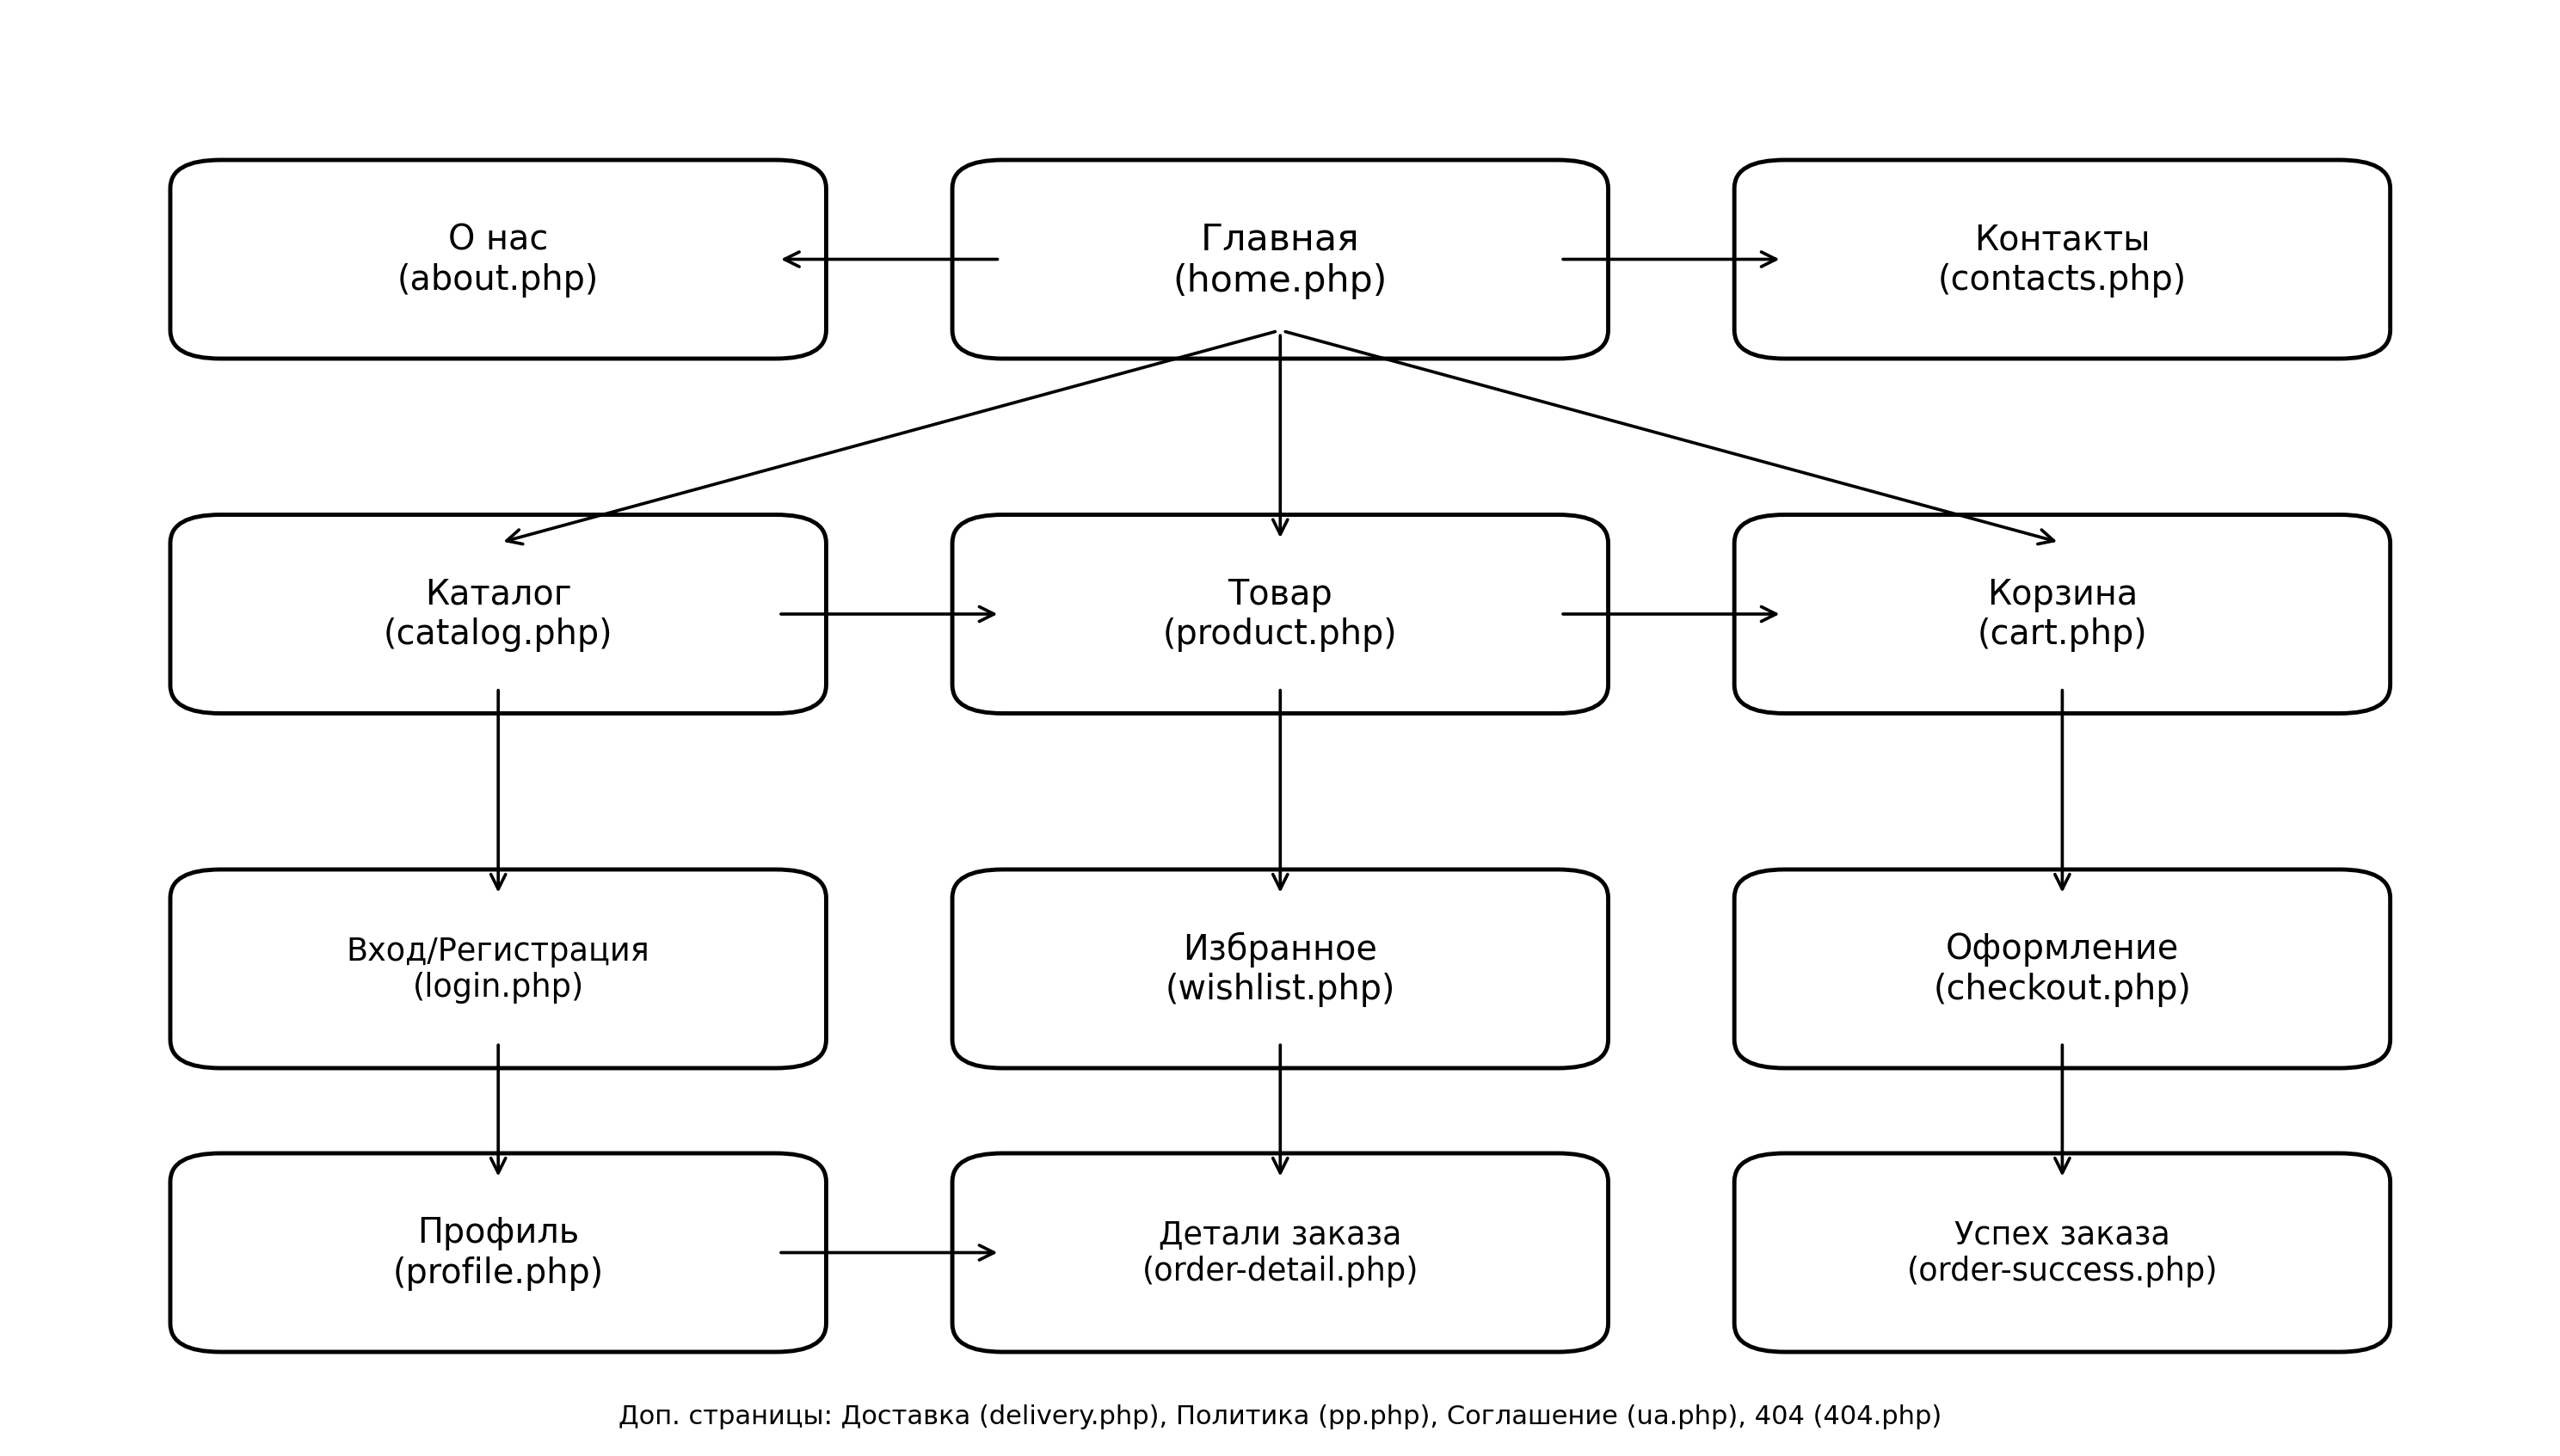 О нас
(about.php)
Главная
(home.php)
Контакты
(contacts.php)
Каталог
(catalog.php)
Товар
(product.php)
Корзина
(cart.php)
Вход/Регистрация
(login.php)
Избранное
(wishlist.php)
Оформление
(checkout.php)
Профиль
(profile.php)
Детали заказа
(order-detail.php)
Успех заказа
(order-success.php)
Доп. страницы: Доставка (delivery.php), Политика (pp.php), Соглашение (ua.php), 404 (404.php)